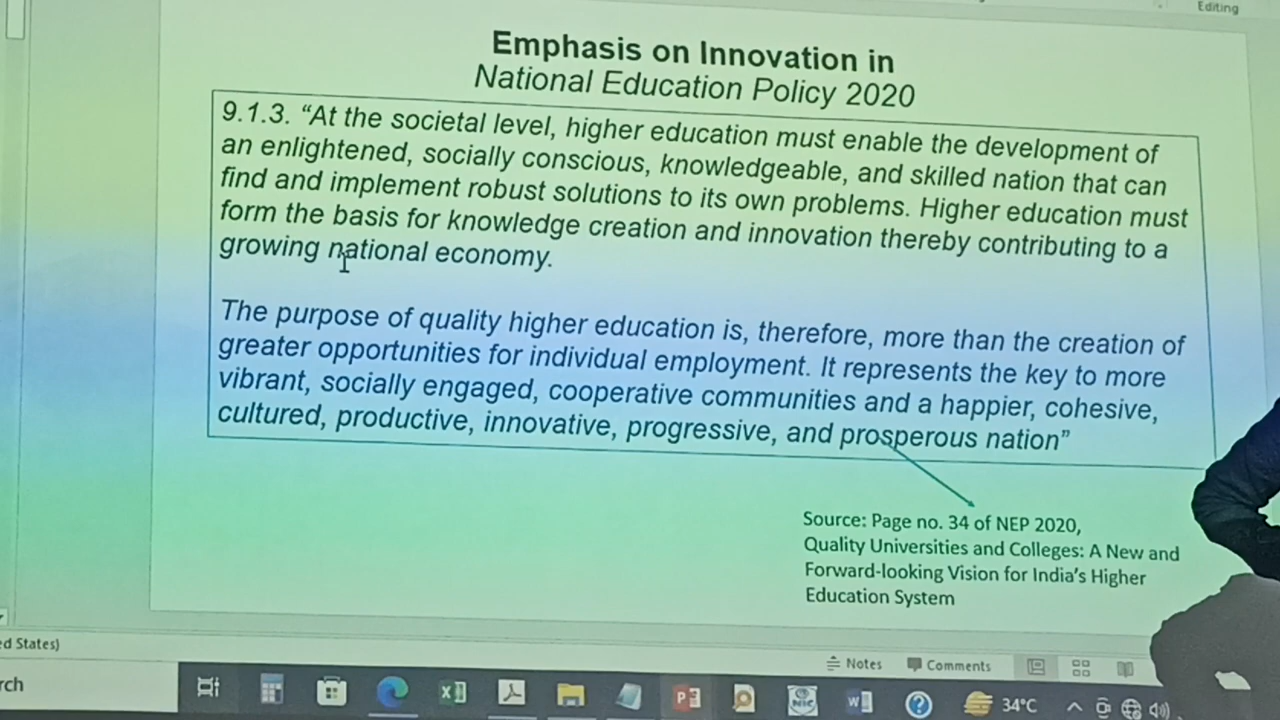 Editing
Emphasis on Innovation in
National Education Policy 2020
9.1.3. “At the societal level, higher education must enable the development of
an enlightened, socially conscious, knowledgeable, and skilled nation that can
find and implement robust solutions to its own problems. Higher education must
form the basis for knowledge creation and innovation thereby contributing to a
growing national economy.
The purpose of quality higher education is, therefore, more than the creation of
greater opportunities for individual employment. It represents the key to more
vibrant, socially engaged, cooperative communities and a happier, cohesive,
cultured, productive, innovative, progressive, and prosperous nation”
Source: Page no. 34 of NEP 2020,
Quality Universities and Colleges: A New and
Forward-looking Vision for India’s Higher
Education System
ed States)
Notes Comments
rch
34°C